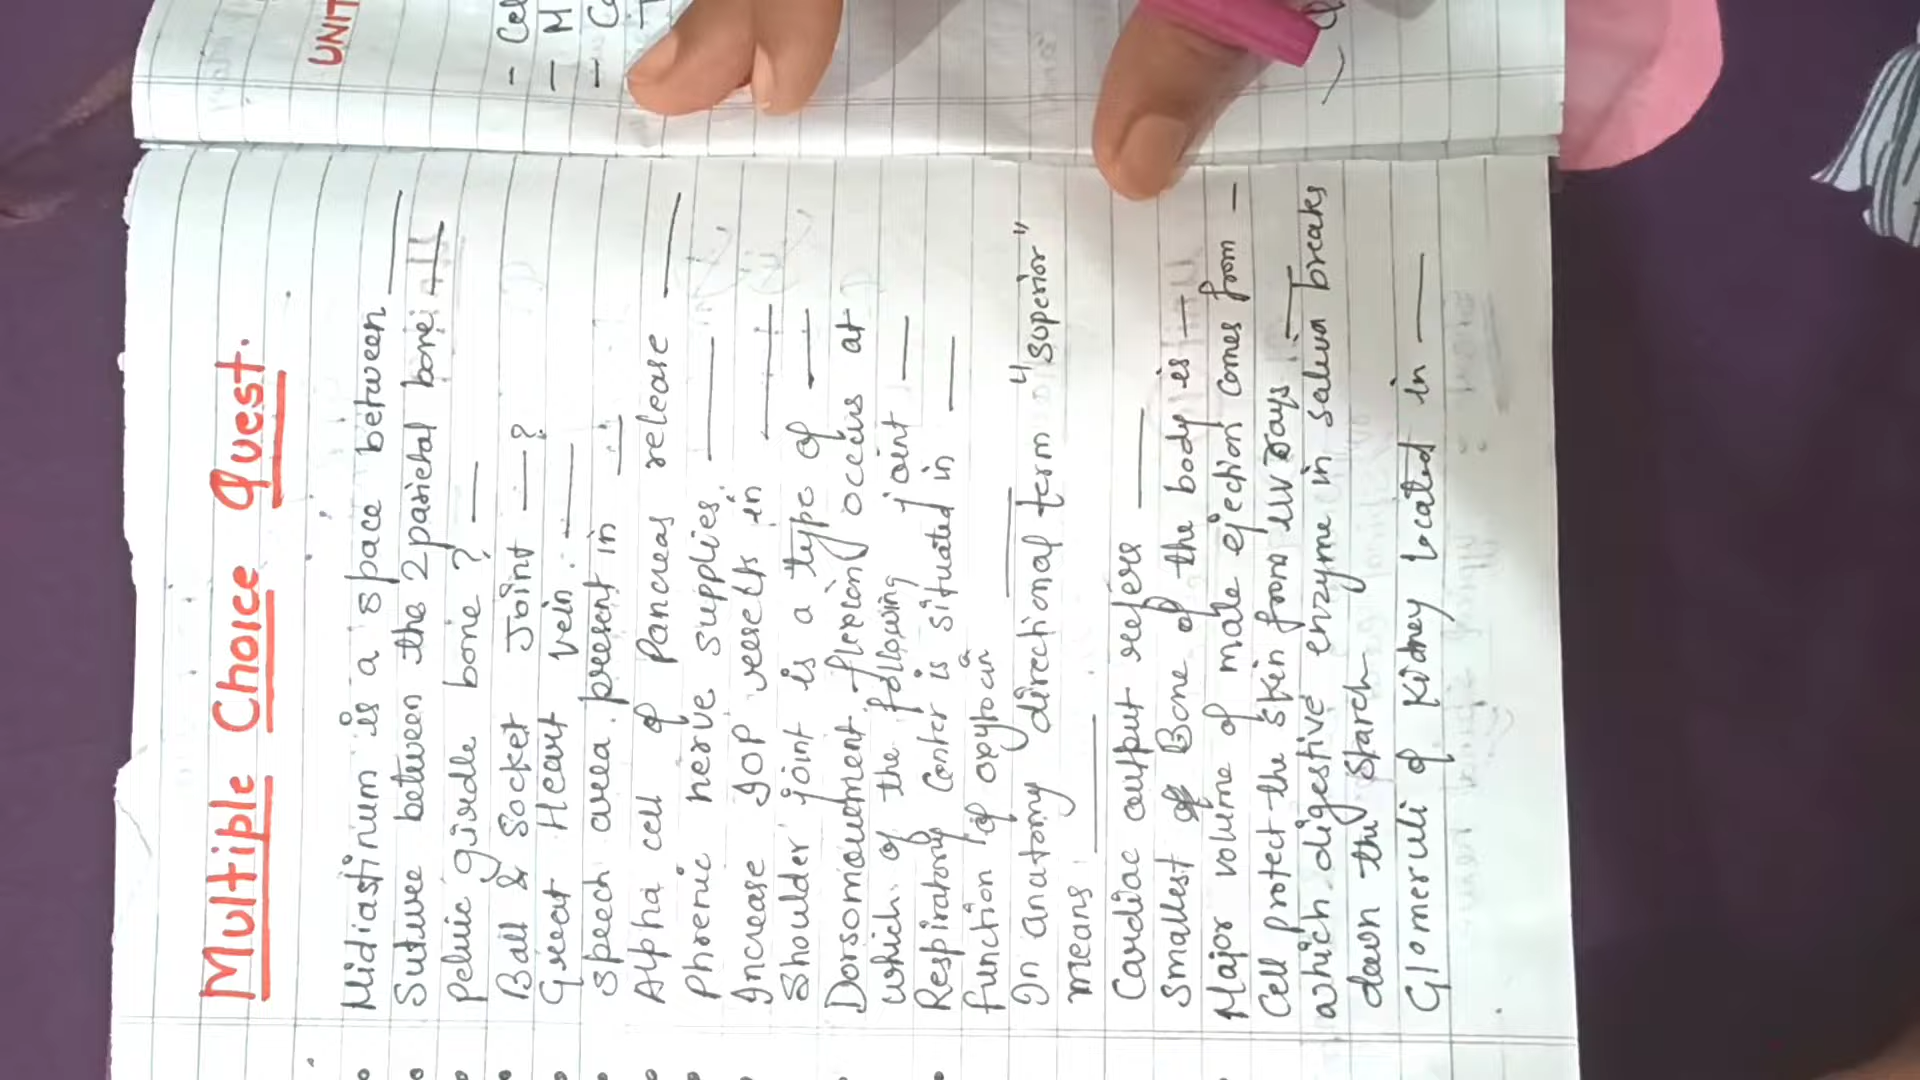 Multiple Choice Quest.
Midiastinum is a space between ___
Suture between the 2 parietal bone ___
pelvic girdle bone ? ___
Ball & Socket Joint ___ ?
Great Heart vein ___
Speech area present in ___
Alpha cell of Pancreas release ___
Phrenic nerve supplies ___
Increase IOP reselts in ___
Shoulder joint is a type of ___
Dorsomoudment flexion occurs at
which of the following joint ___
Respiratory Center is situated in ___
function of oxytocin ___
In anatomy directional term " "superior"
means ___
Cardiac output refers ___
Smallest of Bone of the body is ___
Major volume of male ejection comes from ___
Cell protect the skin from UV rays ___
which digestive enzyme in saliva breaks
down the starch
Glomeruli of Kidney Located in ___
UNIT
- Cel
- M
- C